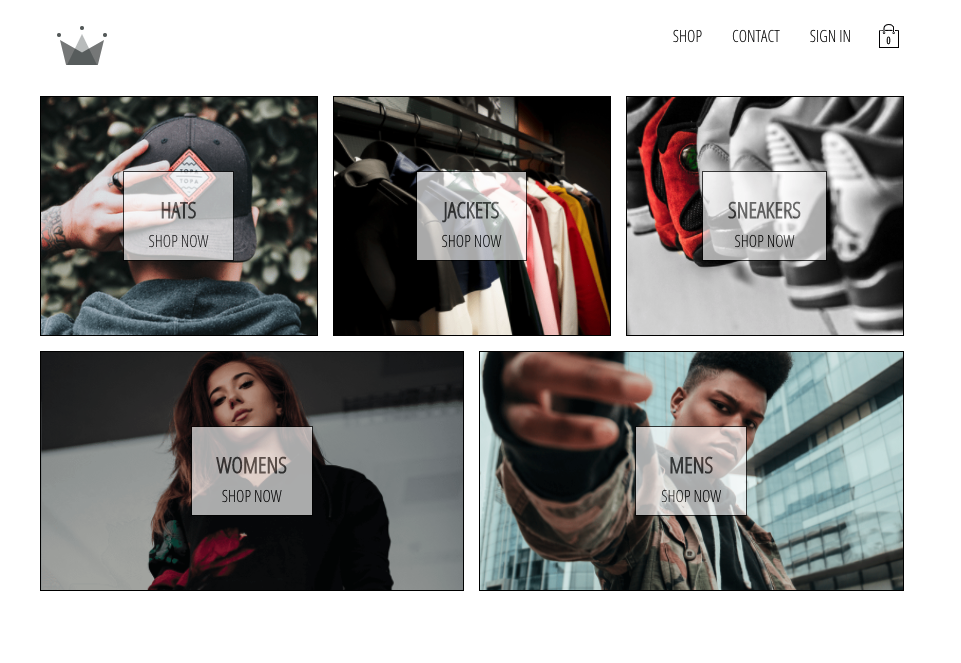 SHOP
CONTACT
SIGN IN
0
HATS
SHOP NOW
JACKETS
SHOP NOW
SNEAKERS
SHOP NOW
WOMENS
SHOP NOW
MENS
SHOP NOW